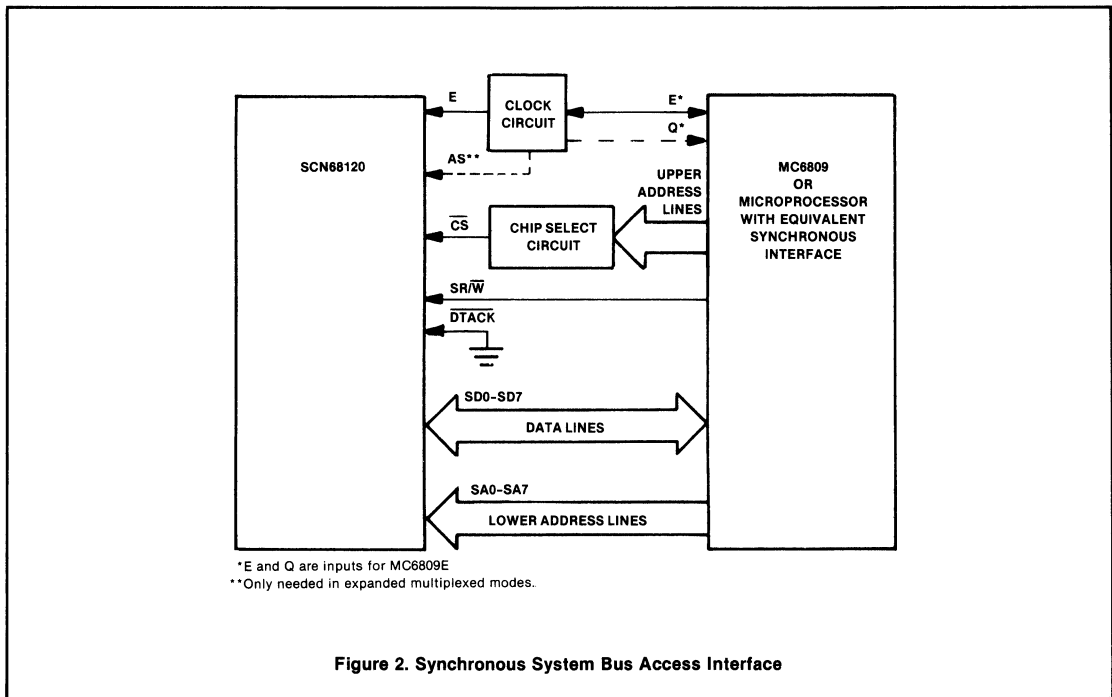 E
CLOCK
CIRCUIT
E*
Q*
AS**
SCN68120
MC6809
OR
MICROPROCESSOR
WITH EQUIVALENT
SYNCHRONOUS
INTERFACE
UPPER
ADDRESS
LINES
C̅S̅
CHIP SELECT
CIRCUIT
SR/W̅
D̅T̅A̅C̅K̅
SD0-SD7
DATA LINES
SA0-SA7
LOWER ADDRESS LINES
*E and Q are inputs for MC6809E
**Only needed in expanded multiplexed modes.
Figure 2. Synchronous System Bus Access Interface